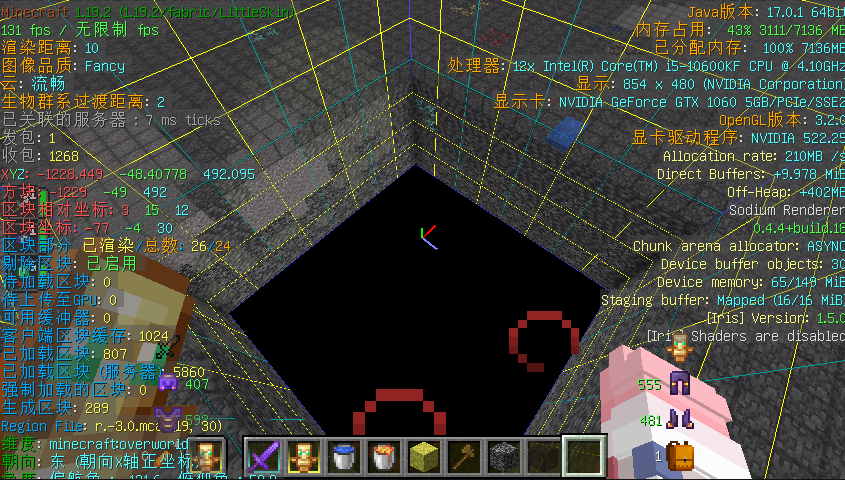 Minecraft 1.19.2 (1.19.2/fabric/LittleSkin)
131 fps / 无限制 fps
渲染距离: 10
图像品质: Fancy
云: 流畅
生物群系过渡距离: 2
已关联的服务器: 7 ms ticks
发包: 1
收包: 1268
XYZ: -1228.449 -48.40778 492.095
方块: -1229 -49 492
区块相对坐标: 3 15 12
区块坐标: -77 -4 30
区块部分 已渲染 总数: 26/24
剔除区块: 已启用
待加载区块: 0
待上传至GPU: 0
可用缓冲器: 0
客户端区块缓存: 1024
已加载区块: 807
已加载区块 (服务器): 5860
强制加载的区块: 0
生成区块: 289
Region File: r.-3.0.mca (19, 30)
维度: minecraft:overworld
朝向: 东 (朝向X轴正坐标)
407
592
Java版本: 17.0.1 64bit
内存占用: 43% 3111/7136 MB
已分配内存: 100% 7136MB
处理器: 12x Intel(R) Core(TM) i5-10600KF CPU @ 4.10GHz
显示: 854 x 480 (NVIDIA Corporation)
显示卡: NVIDIA GeForce GTX 1060 5GB/PCIe/SSE2
OpenGL版本: 3.2.0
显卡驱动程序: NVIDIA 522.25
Allocation rate: 210MB /s
Direct Buffers: +9.978 MiB
Off-Heap: +402MB
Sodium Renderer
0.4.4+build.18
Chunk arena allocator: ASYNC
Device buffer objects: 30
Device memory: 65/149 MiB
Staging buffer: Mapped (16/16 MiB)
[Iris] Version: 1.5.0
[Iris] Shaders are disabled
555
481
1